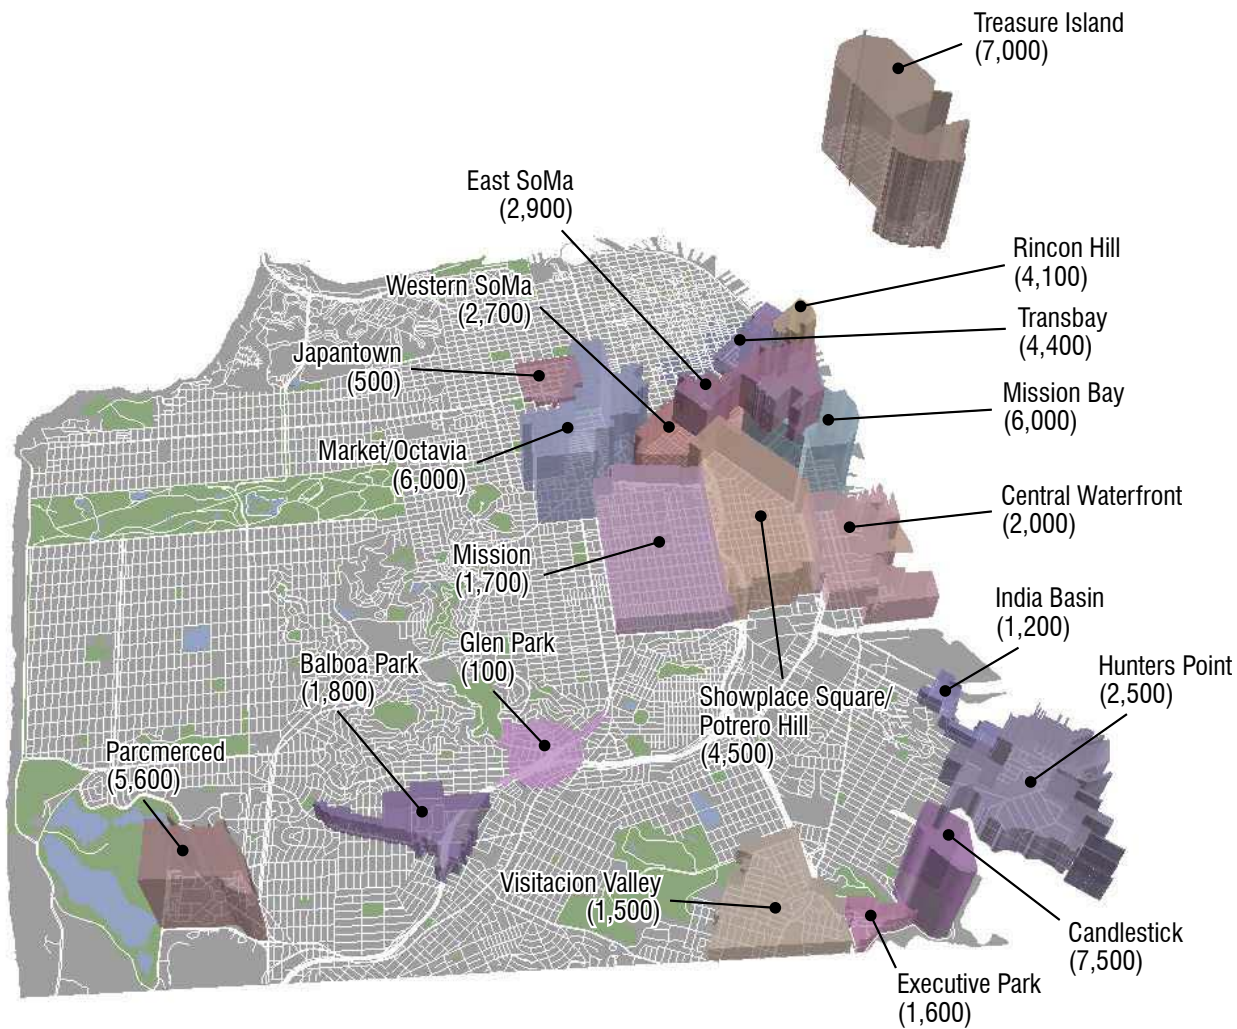 Treasure Island
(7,000)
East SoMa
(2,900)
Rincon Hill
(4,100)
Western SoMa
(2,700)
Transbay
(4,400)
Japantown
(500)
Mission Bay
(6,000)
Market/Octavia
(6,000)
Central Waterfront
(2,000)
Mission
(1,700)
India Basin
(1,200)
Glen Park
(100)
Balboa Park
(1,800)
Hunters Point
(2,500)
Showplace Square/
Potrero Hill
(4,500)
Parcmerced
(5,600)
Visitacion Valley
(1,500)
Candlestick
(7,500)
Executive Park
(1,600)